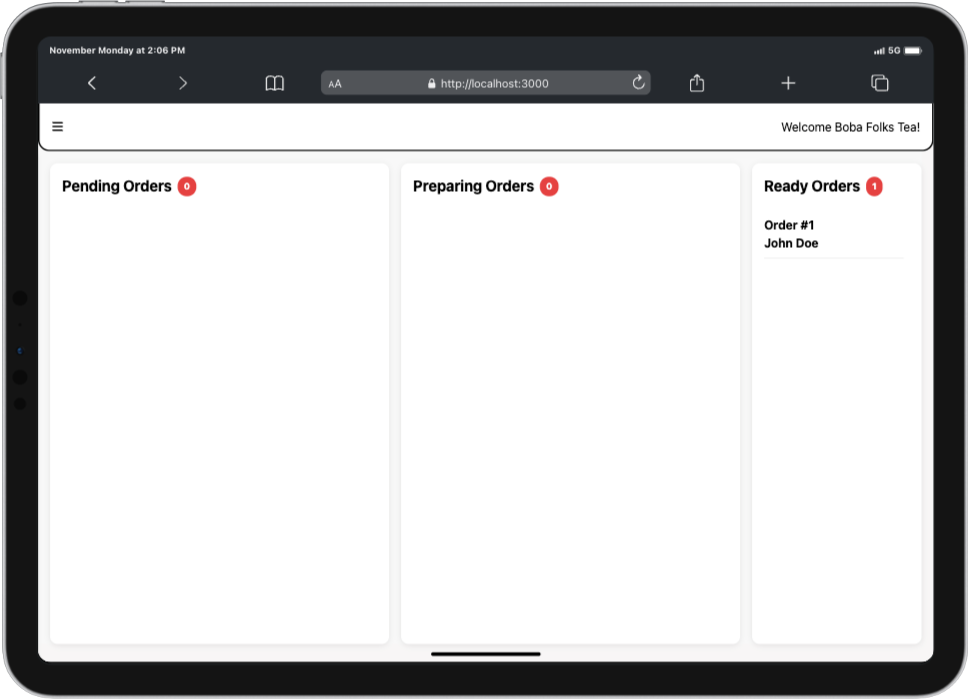 November Monday at 2:06 PM
5G
AA
http://localhost:3000
Welcome Boba Folks Tea!
Pending Orders 0
Preparing Orders 0
Ready Orders 1
Order #1
John Doe